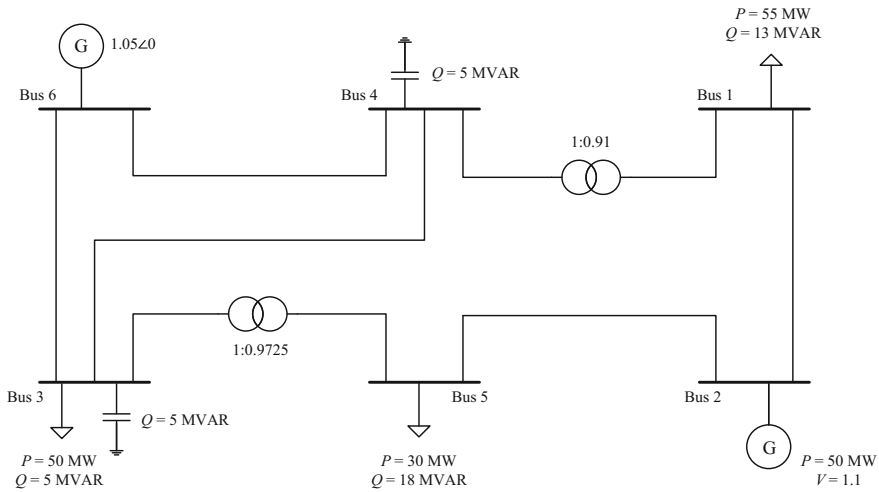 P = 55 MW
Q = 13 MVAR
G
1.05∠0
Q = 5 MVAR
Bus 6
Bus 4
Bus 1
1:0.91
1:0.9725
Bus 3
Q = 5 MVAR
Bus 5
Bus 2
G
P = 50 MW
Q = 5 MVAR
P = 30 MW
Q = 18 MVAR
P = 50 MW
V = 1.1